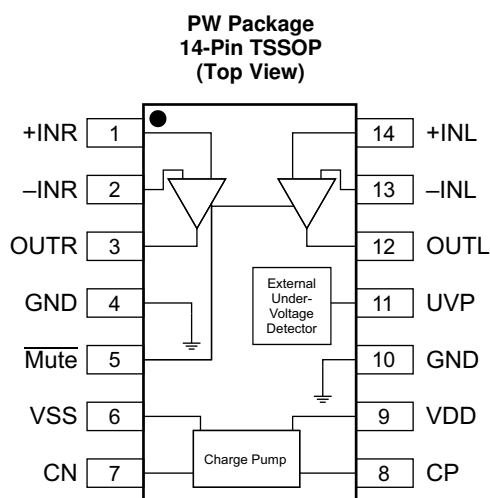 PW Package
14-Pin TSSOP
(Top View)
+INR 1
–INR 2
OUTR 3
GND 4
Mute 5
VSS 6
CN 7
14 +INL
13 –INL
12 OUTL
11 UVP
10 GND
9 VDD
8 CP
External
Under-
Voltage
Detector
Charge Pump